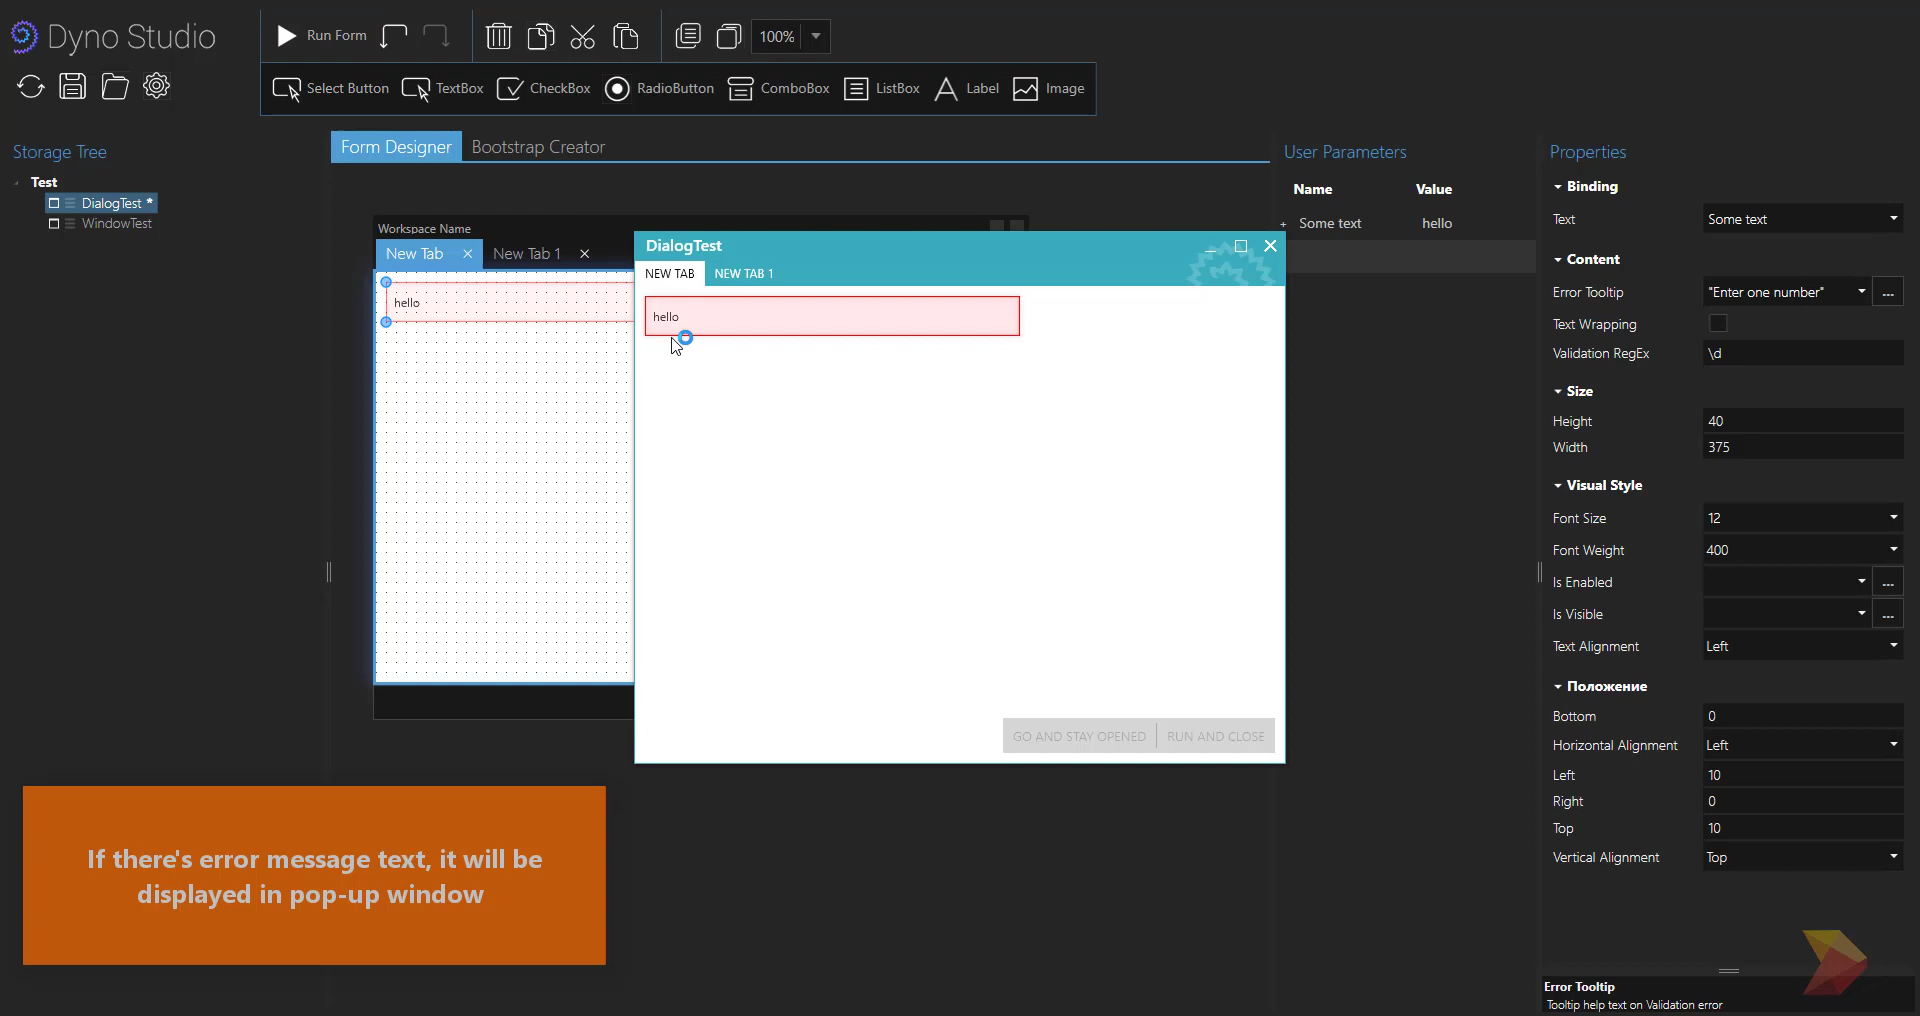 Dyno Studio
Run Form
100%
Select Button
TextBox
CheckBox
RadioButton
ComboBox
ListBox
Label
Image
Storage Tree
Test
DialogTest *
WindowTest
Form Designer
Bootstrap Creator
Workspace Name
New Tab
New Tab 1
hello
DialogTest
NEW TAB
NEW TAB 1
hello
GO AND STAY OPENED
RUN AND CLOSE
If there's error message text, it will be
displayed in pop-up window
User Parameters
Name Value
+ Some text hello
Properties
Binding
Text Some text
Content
Error Tooltip "Enter one number" ...
Text Wrapping
Validation RegEx \d
Size
Height 40
Width 375
Visual Style
Font Size 12
Font Weight 400
Is Enabled ...
Is Visible ...
Text Alignment Left
Положение
Bottom 0
Horizontal Alignment Left
Left 10
Right 0
Top 10
Vertical Alignment Top
Error Tooltip
Tooltip help text on Validation error